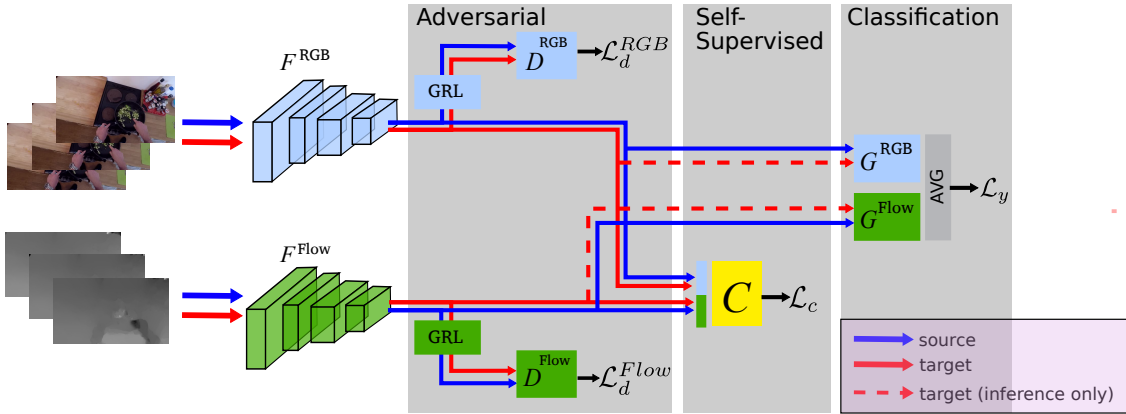 Adversarial
Self-
Supervised
Classification
F^RGB
GRL
D^RGB
ℒ_d^RGB
G^RGB
G^Flow
AVG
ℒ_y
F^Flow
C
ℒ_c
GRL
D^Flow
ℒ_d^Flow
source
target
target (inference only)